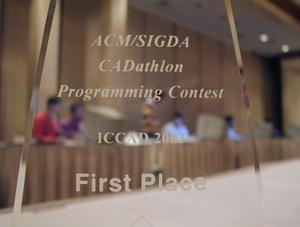 ACM/SIGDA
CADathlon
Programming Contest
ICCAD
First Place